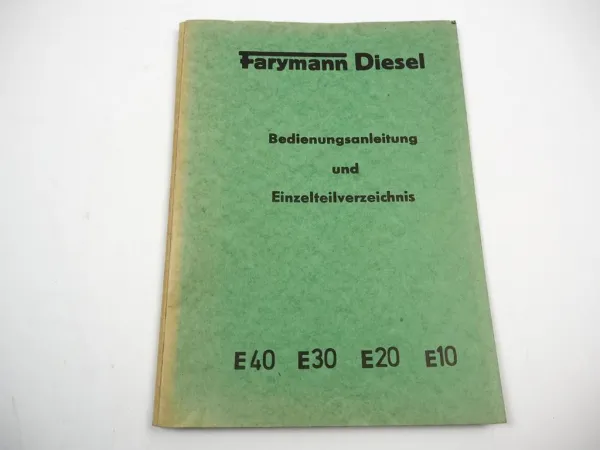 Farymann Diesel
Bedienungsanleitung
und
Einzelteilverzeichnis
E40 E30 E20 E10